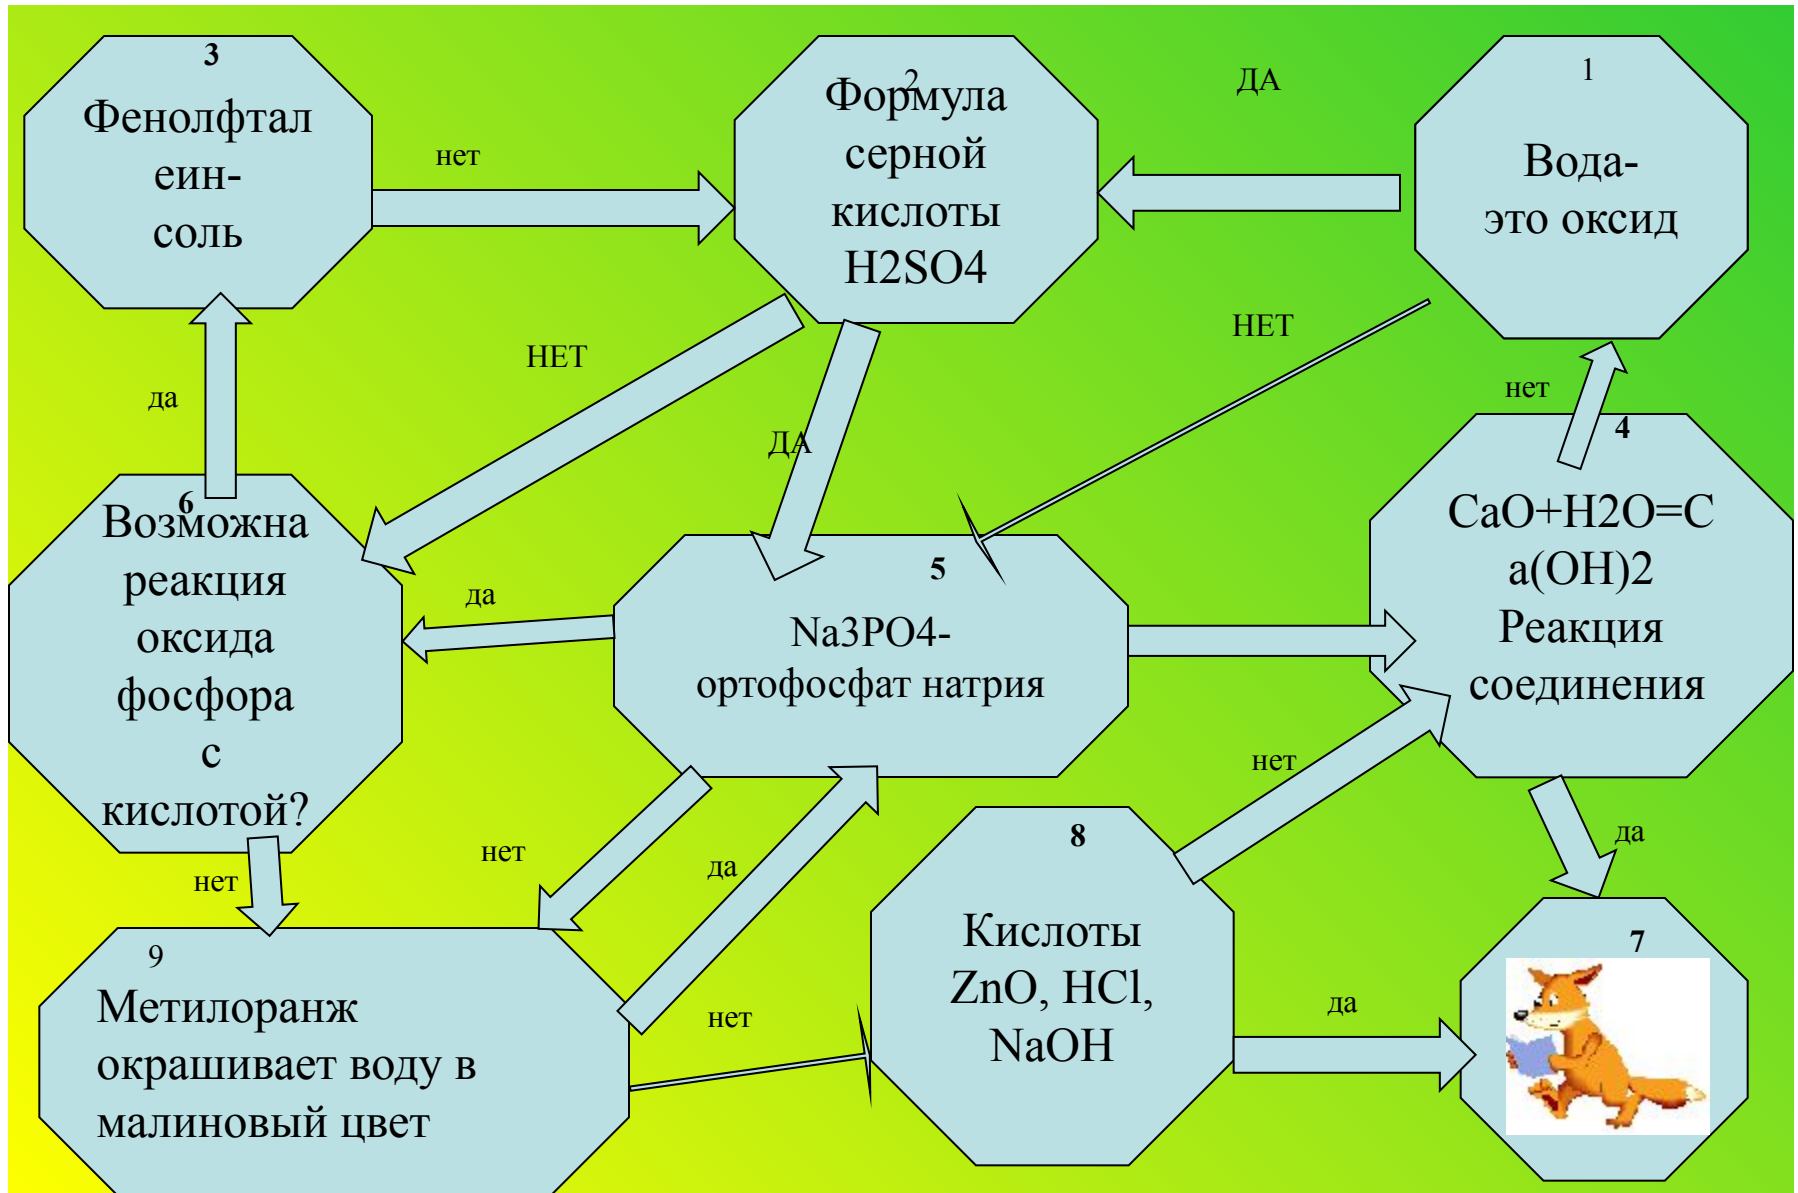 3
Фенолфтал
еин-
соль
нет
2
Формула
серной
кислоты
H2SO4
ДА
1
Вода-
это оксид
НЕТ
НЕТ
да
ДА
нет
4
CaO+H2O=C
a(OH)2
Реакция
соединения
6
Возможна
реакция
оксида
фосфора
с
кислотой?
да
5
Na3PO4-
ортофосфат натрия
нет
нет
да
нет
да
9
Метилоранж
окрашивает воду в
малиновый цвет
нет
8
Кислоты
ZnO, HCl,
NaOH
да
7